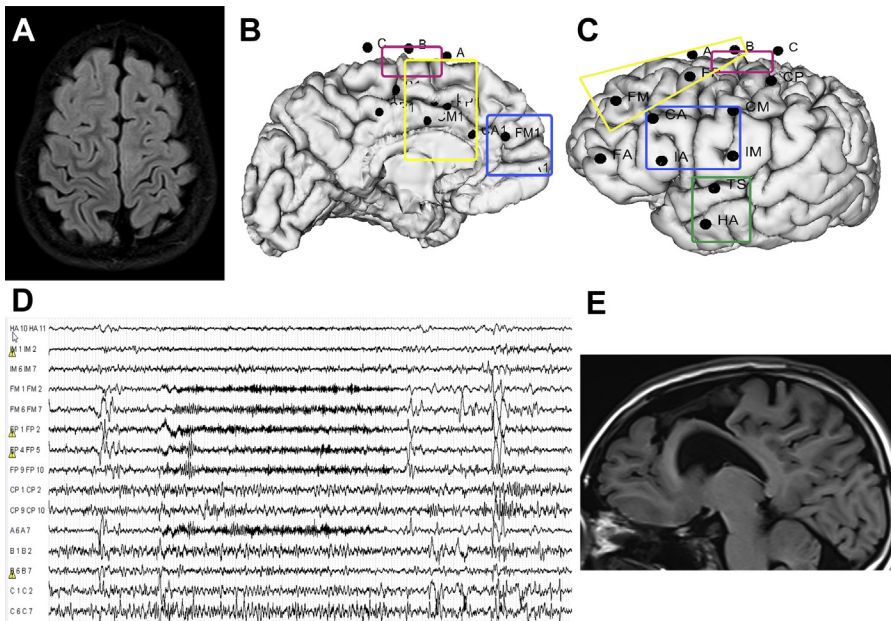 A
B
C
C
B
A
FP
CM1
CA1
FM1
A
B
C
CP
FM
CA
CM
FA
IA
IM
TS
HA
D
E
HA 10 HA 11
IM 1 IM 2
IM 6 IM 7
FM 1 FM 2
FM 6 FM 7
FP 1 FP 2
FP 4 FP 5
FP 9 FP 10
CP 1 CP 2
CP 9 CP 10
A 6 A 7
B 1 B 2
B 6 B 7
C 1 C 2
C 6 C 7